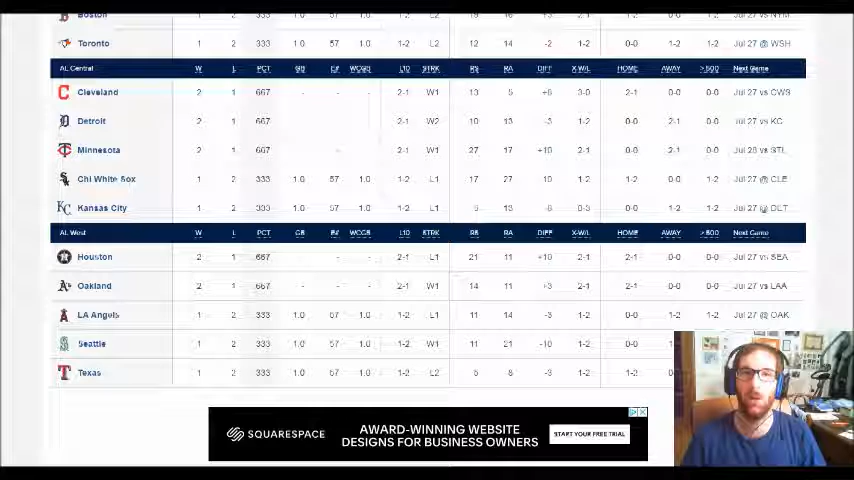 Boston
Toronto 1 2 .333 1.0 57 1.0 1-2 L2 12 14 -2 1-2 0-0 1-2 1-2 Jul 27 @ WSH
AL Central W L PCT GB E# WCGB L10 STRK RS RA DIFF X-W/L HOME AWAY > .500 Next Game
Cleveland 2 1 .667 - - - 2-1 W1 13 5 +8 3-0 2-1 0-0 0-0 Jul 27 vs CWS
Detroit 2 1 .667 - - - 2-1 W2 10 13 -3 1-2 0-0 2-1 0-0 Jul 27 vs KC
Minnesota 2 1 .667 - - - 2-1 W1 27 17 +10 2-1 0-0 2-1 0-0 Jul 28 vs STL
Chi White Sox 1 2 .333 1.0 57 1.0 1-2 L1 17 27 -10 1-2 1-2 0-0 1-2 Jul 27 @ CLE
Kansas City 1 2 .333 1.0 57 1.0 1-2 L1 13 0-3 0-0 1-2 1-2 Jul 27 @ DET
AL West W L PCT GB E# WCGB L10 STRK RS RA DIFF X-W/L HOME AWAY > .500 Next Game
Houston 2 1 .667 - - - 2-1 L1 21 11 +10 2-1 2-1 0-0 0-0 Jul 27 vs SEA
Oakland 2 1 .667 - - - 2-1 W1 14 11 +3 2-1 2-1 0-0 0-0 Jul 27 vs LAA
LA Angels 1 2 .333 1.0 57 1.0 1-2 L1 11 14 -3 1-2 0-0 1-2 1-2 Jul 27 @ OAK
Seattle 1 2 .333 1.0 57 1.0 1-2 W1 11 21 -10 1-2 0-0
Texas 1 2 .333 1.0 57 1.0 1-2 L2 5 8 -3 1-2 1-2
SQUARESPACE
AWARD-WINNING WEBSITE
DESIGNS FOR BUSINESS OWNERS
START YOUR FREE TRIAL